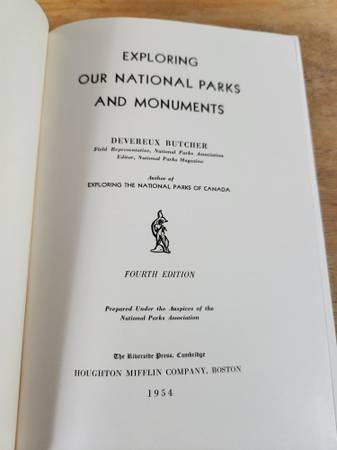 EXPLORING
OUR NATIONAL PARKS
AND MONUMENTS
DEVEREUX BUTCHER
Field Representative, National Parks Association
Editor, National Parks Magazine
Author of
EXPLORING THE NATIONAL PARKS OF CANADA
FOURTH EDITION
Prepared Under the Auspices of the
National Parks Association
The Riverside Press, Cambridge
HOUGHTON MIFFLIN COMPANY, BOSTON
1954